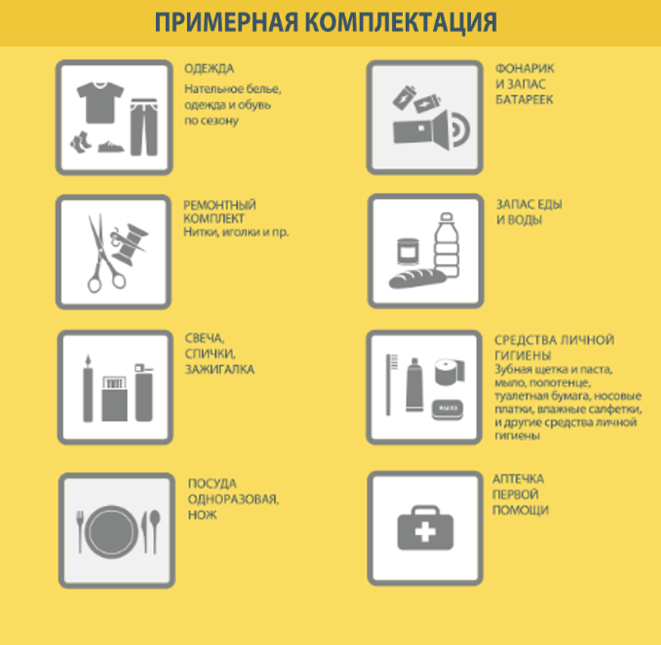 ПРИМЕРНАЯ КОМПЛЕКТАЦИЯ
ОДЕЖДА
Нательное белье,
одежда и обувь
по сезону
ФОНАРИК
И ЗАПАС
БАТАРЕЕК
РЕМОНТНЫЙ
КОМПЛЕКТ
Нитки, иголки и пр.
ЗАПАС ЕДЫ
И ВОДЫ
СВЕЧА,
СПИЧКИ,
ЗАЖИГАЛКА
СРЕДСТВА ЛИЧНОЙ
ГИГИЕНЫ
Зубная щетка и паста,
мыло, полотенце,
туалетная бумага, носовые
платки, влажные салфетки,
и другие средства личной
гигиены
МЫЛО
ПОСУДА
ОДНОРАЗОВАЯ,
НОЖ
АПТЕЧКА
ПЕРВОЙ
ПОМОЩИ